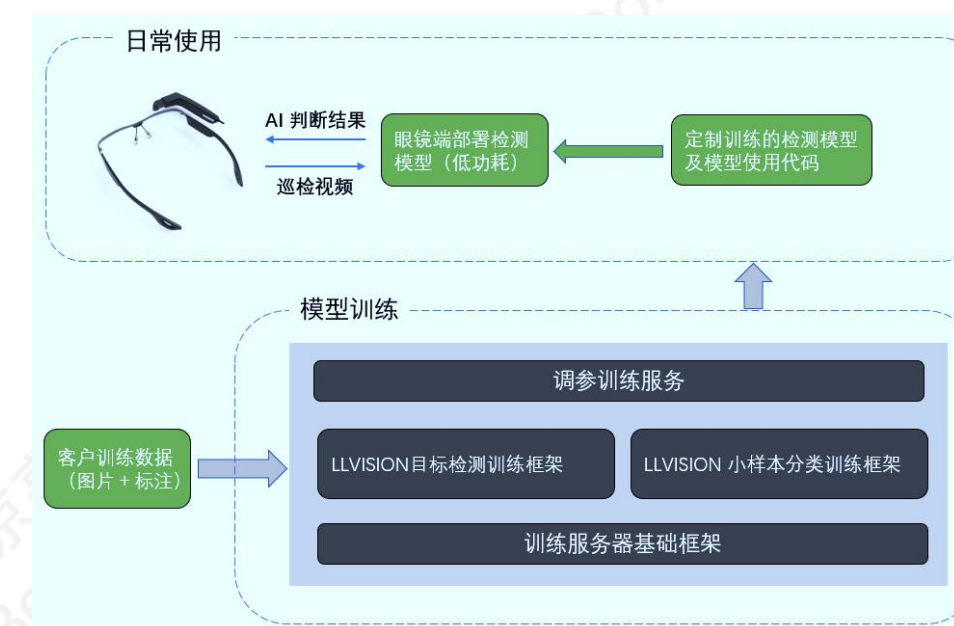 日常使用
AI 判断结果
巡检视频
眼镜端部署检测
模型（低功耗）
定制训练的检测模型
及模型使用代码
模型训练
调参训练服务
客户训练数据
（图片 + 标注）
LLVISION目标检测训练框架
LLVISION 小样本分类训练框架
训练服务器基础框架